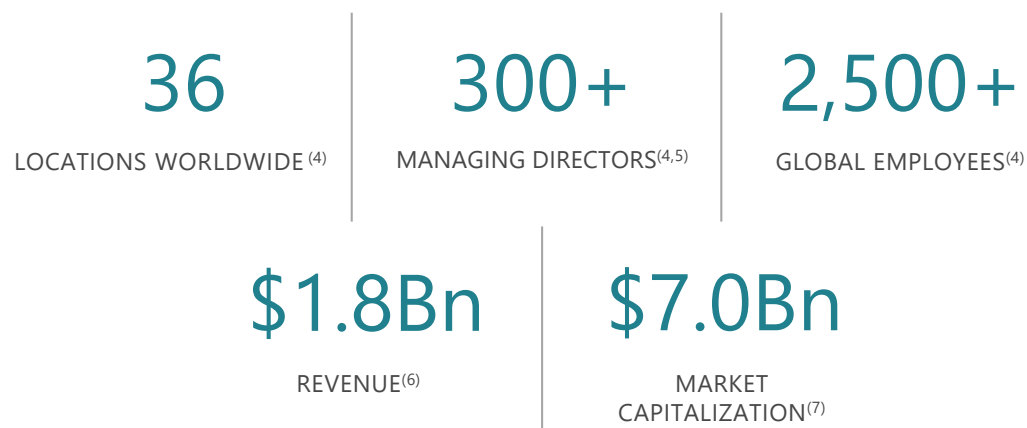 36
LOCATIONS WORLDWIDE (4)
300+
MANAGING DIRECTORS(4,5)
2,500+
GLOBAL EMPLOYEES(4)
$1.8Bn
REVENUE(6)
$7.0Bn
MARKET
CAPITALIZATION(7)